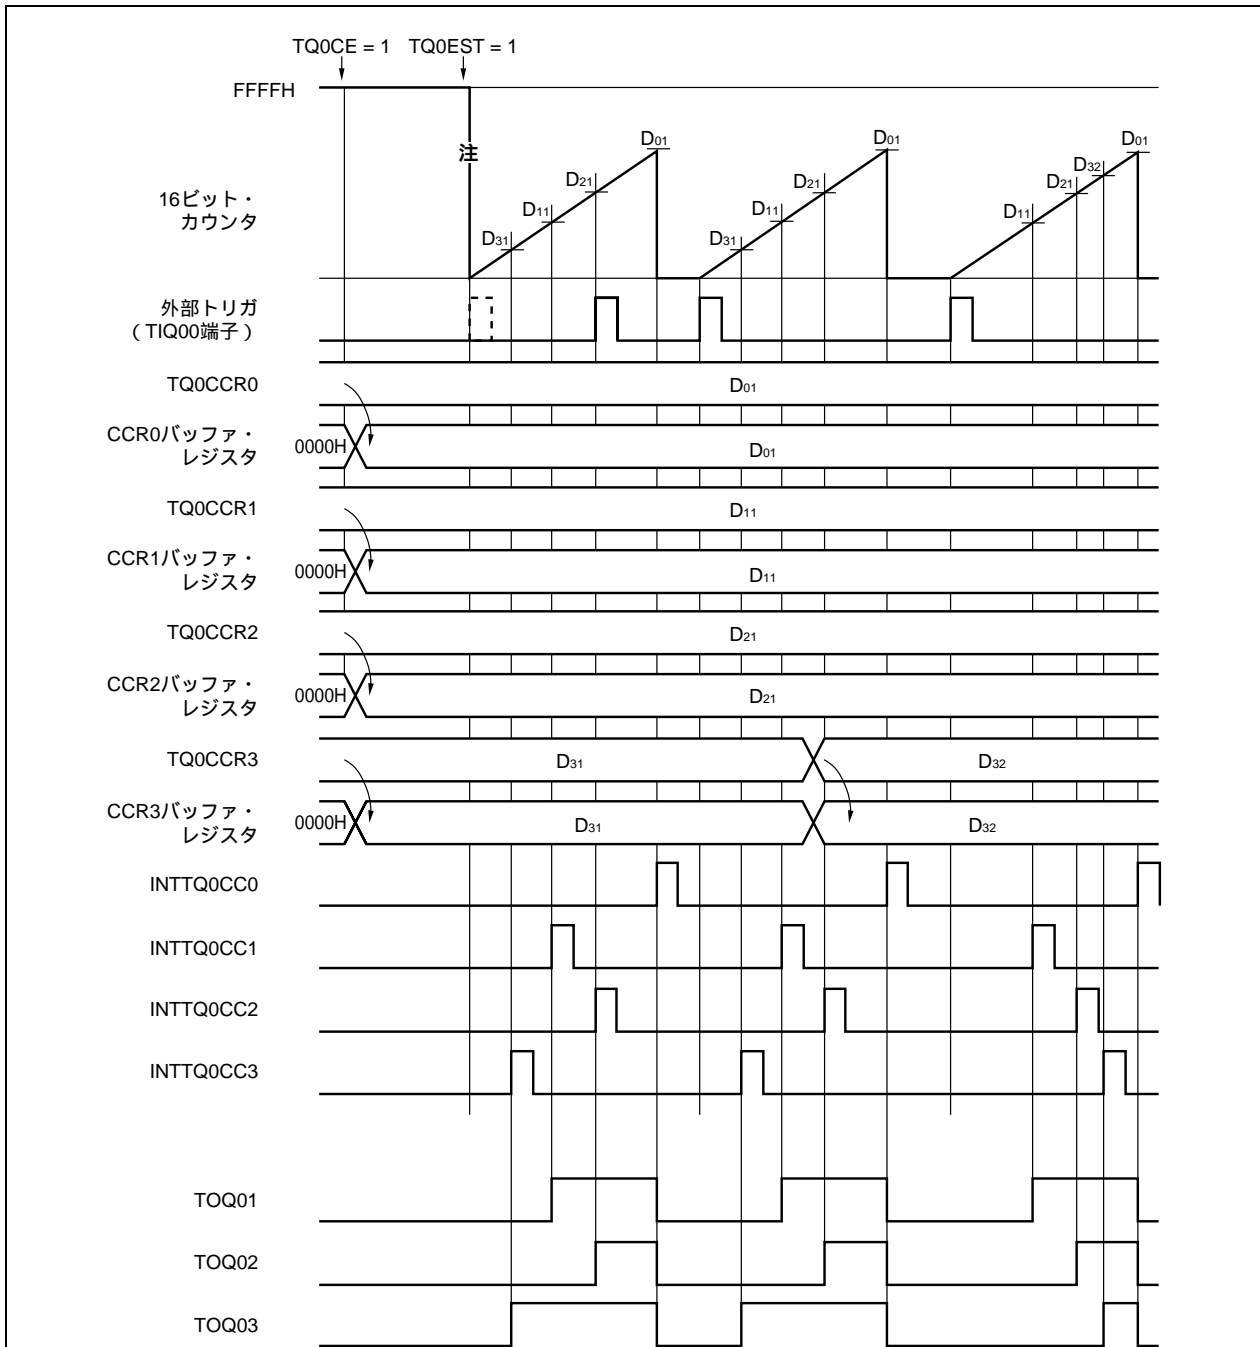 TQ0CE = 1 TQ0EST = 1
FFFFH
注
16ビット・
カウンタ
D31 D11 D21 D01
D31 D11 D21 D01
D11 D21 D32 D01
外部トリガ
(TIQ00端子)
TQ0CCR0 D01
CCR0バッファ・
レジスタ
0000H D01
TQ0CCR1 D11
CCR1バッファ・
レジスタ
0000H D11
TQ0CCR2 D21
CCR2バッファ・
レジスタ
0000H D21
TQ0CCR3 D31 D32
CCR3バッファ・
レジスタ
0000H D31 D32
INTTQ0CC0
INTTQ0CC1
INTTQ0CC2
INTTQ0CC3
TOQ01
TOQ02
TOQ03